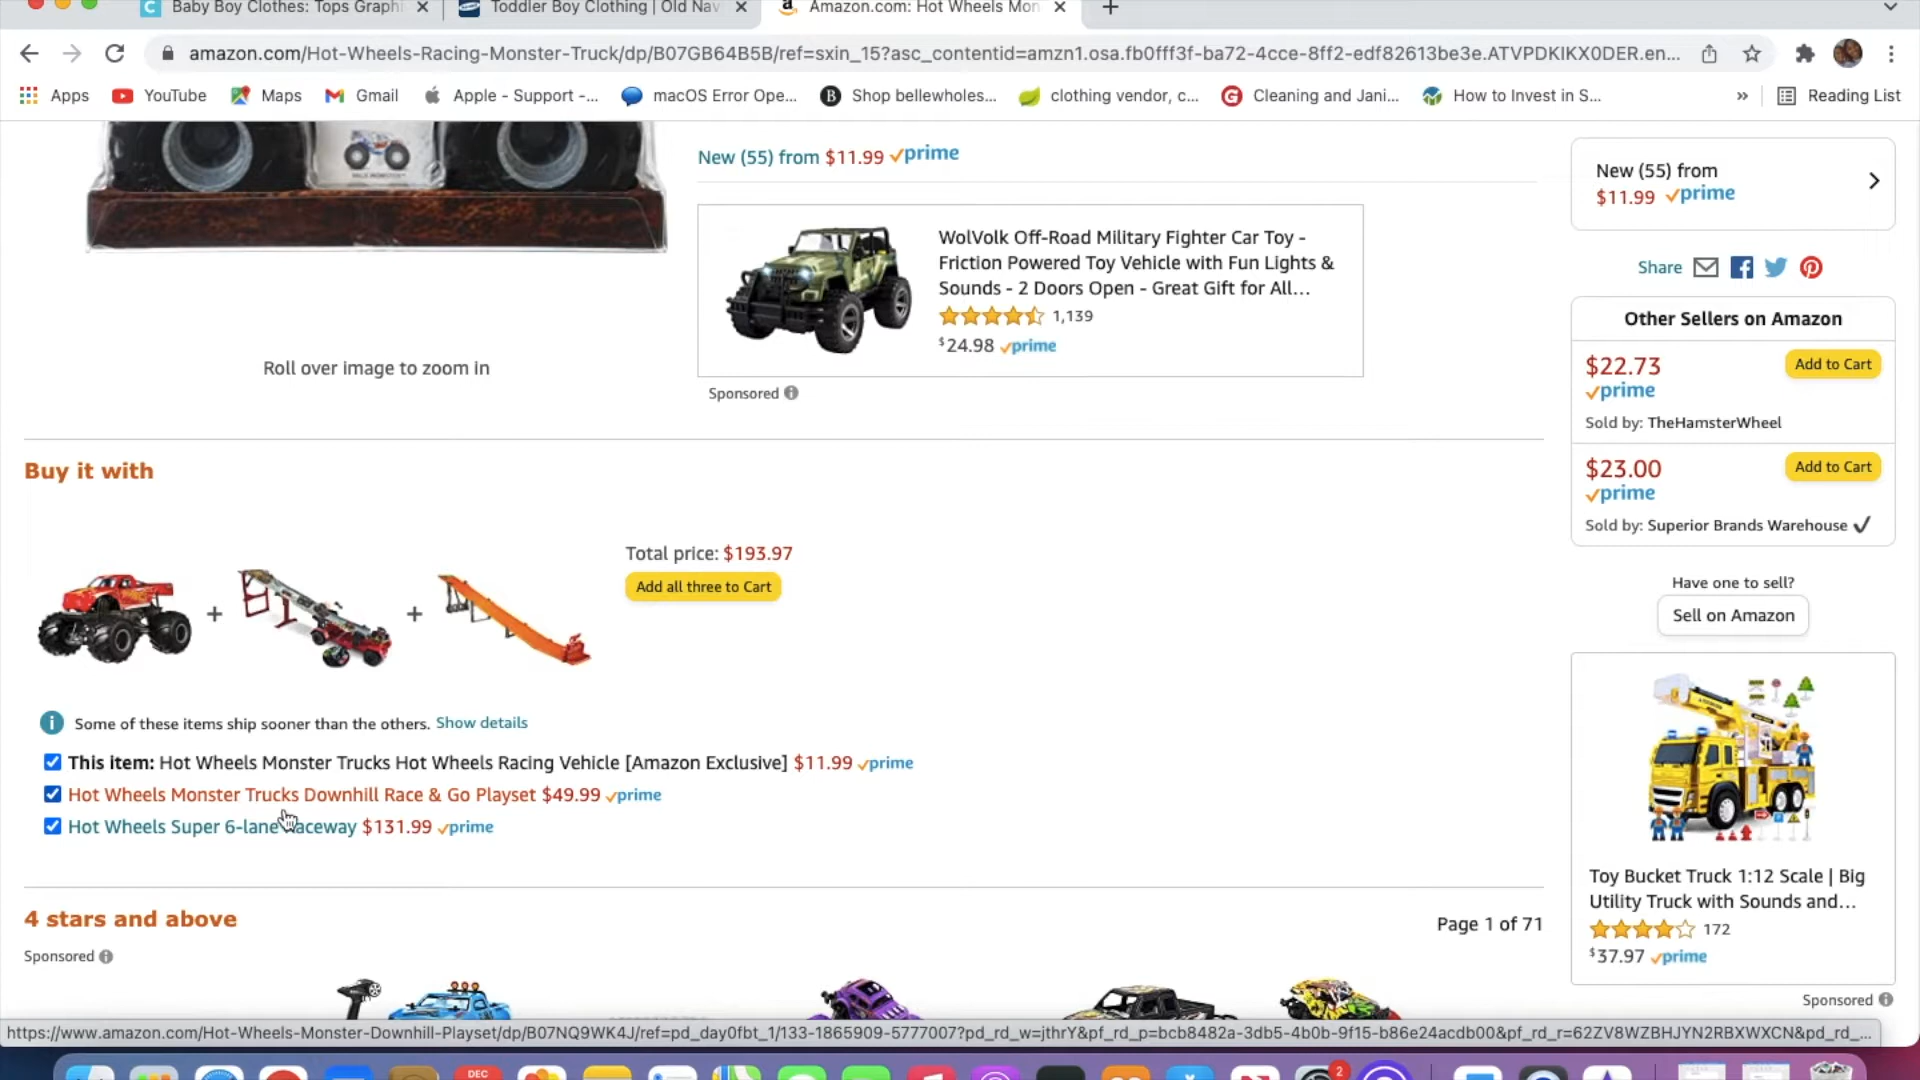 Baby Boy Clothes: Tops Graphi
Toddler Boy Clothing | Old Nav
Amazon.com: Hot Wheels Mon
amazon.com/Hot-Wheels-Racing-Monster-Truck/dp/B07GB64B5B/ref=sxin_15?asc_contentid=amzn1.osa.fb0fff3f-ba72-4cce-8ff2-edf82613be3e.ATVPDKIKX0DER.en...
Apps
YouTube
Maps
Gmail
Apple - Support -...
macOS Error Ope...
Shop bellewholes...
clothing vendor, c...
Cleaning and Jani...
How to Invest in S...
»
Reading List
New (55) from $11.99 prime
New (55) from
$11.99 prime
WolVolk Off-Road Military Fighter Car Toy -
Friction Powered Toy Vehicle with Fun Lights &
Sounds - 2 Doors Open - Great Gift for All...
1,139
$24.98 prime
Sponsored
Roll over image to zoom in
Share
Other Sellers on Amazon
$22.73
Add to Cart
prime
Sold by: TheHamsterWheel
$23.00
Add to Cart
prime
Sold by: Superior Brands Warehouse
Have one to sell?
Sell on Amazon
Buy it with
+
+
Total price: $193.97
Add all three to Cart
Some of these items ship sooner than the others. Show details
This item: Hot Wheels Monster Trucks Hot Wheels Racing Vehicle [Amazon Exclusive] $11.99 prime
Hot Wheels Monster Trucks Downhill Race & Go Playset $49.99 prime
Hot Wheels Super 6-lane Raceway $131.99 prime
Toy Bucket Truck 1:12 Scale | Big
Utility Truck with Sounds and...
172
$37.97 prime
Sponsored
4 stars and above
Page 1 of 71
Sponsored
https://www.amazon.com/Hot-Wheels-Monster-Downhill-Playset/dp/B07NQ9WK4J/ref=pd_day0fbt_1/133-1865909-5777007?pd_rd_w=jthrY&pf_rd_p=bcb8482a-3db5-4b0b-9f15-b86e24acdb00&pf_rd_r=62ZV8WZBHJYN2RBXWXCN&pd_rd_...
DEC
2